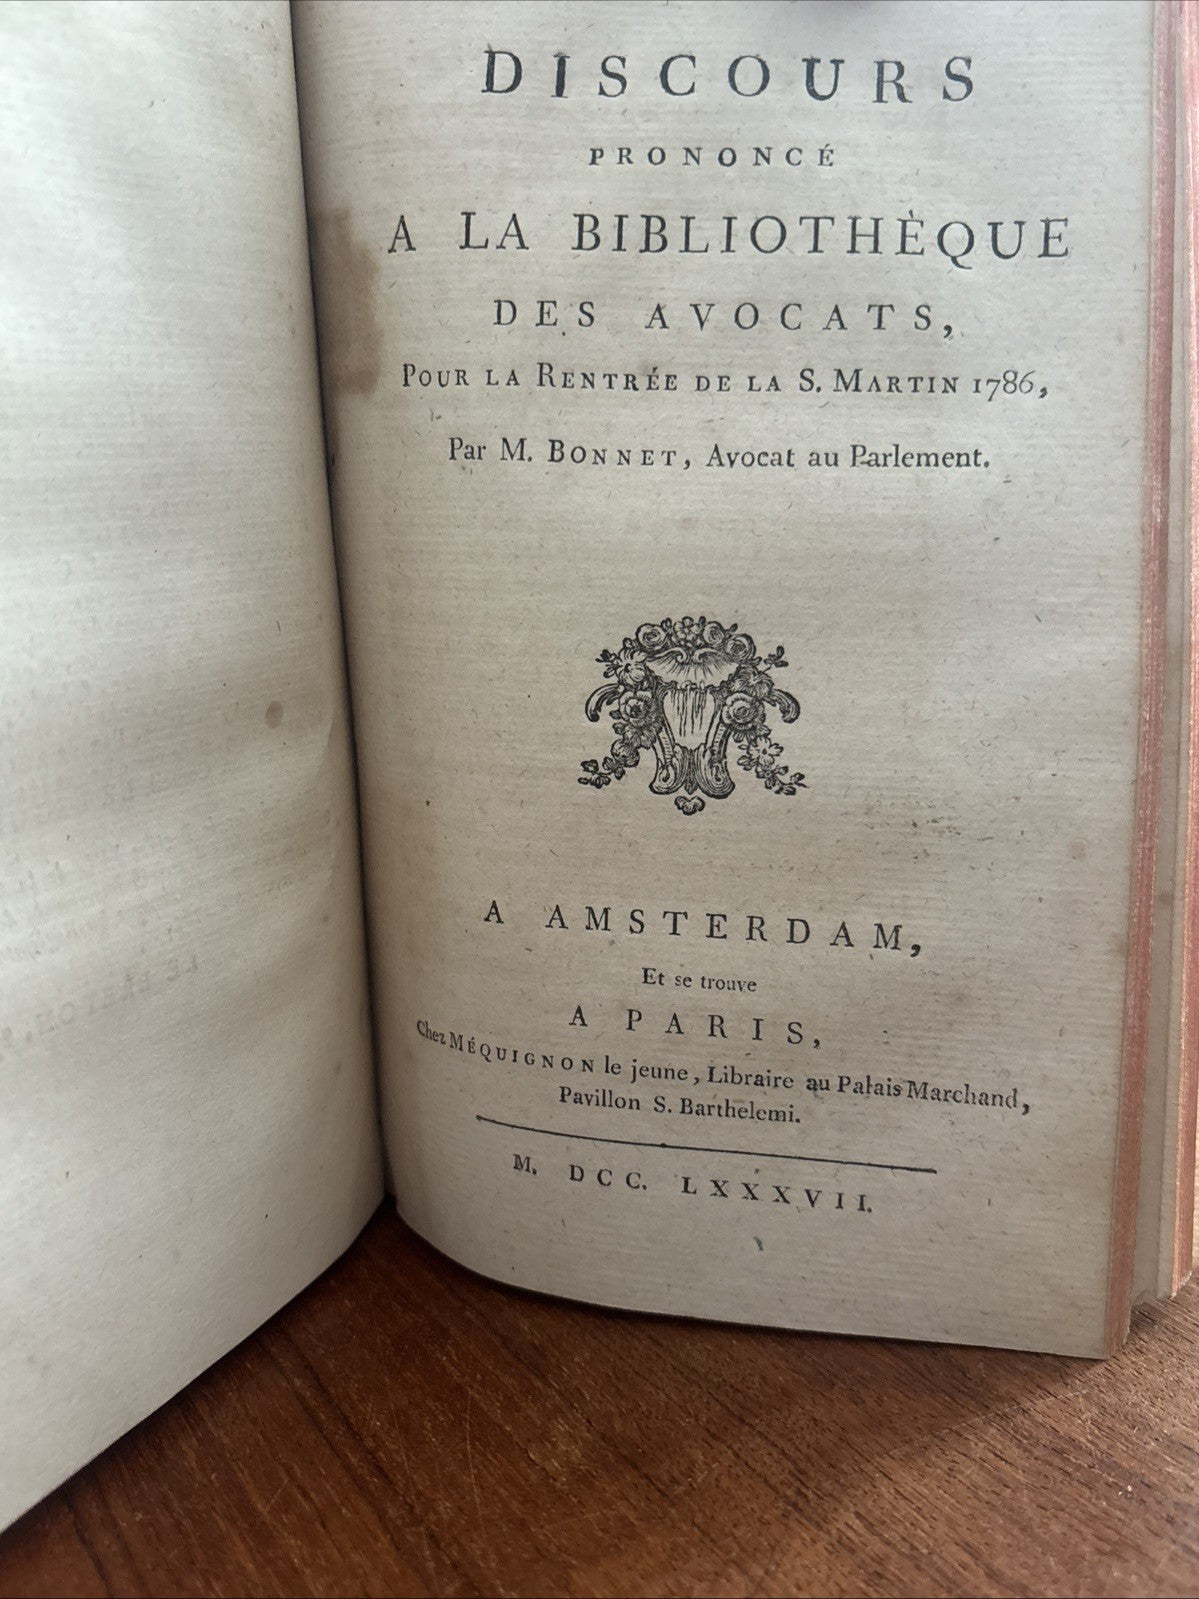 DISCOURS
PRONONCÉ
A LA BIBLIOTHÈQUE
DES AVOCATS,
POUR LA RENTRÉE DE LA S. MARTIN 1786,
Par M. BONNET, Avocat au Parlement.
A AMSTERDAM,
Et se trouve
A PARIS,
Chez MÉQUIGNON le jeune, Libraire au Palais Marchand,
Pavillon S. Barthelemi.
M. DCC. LXXXVII.